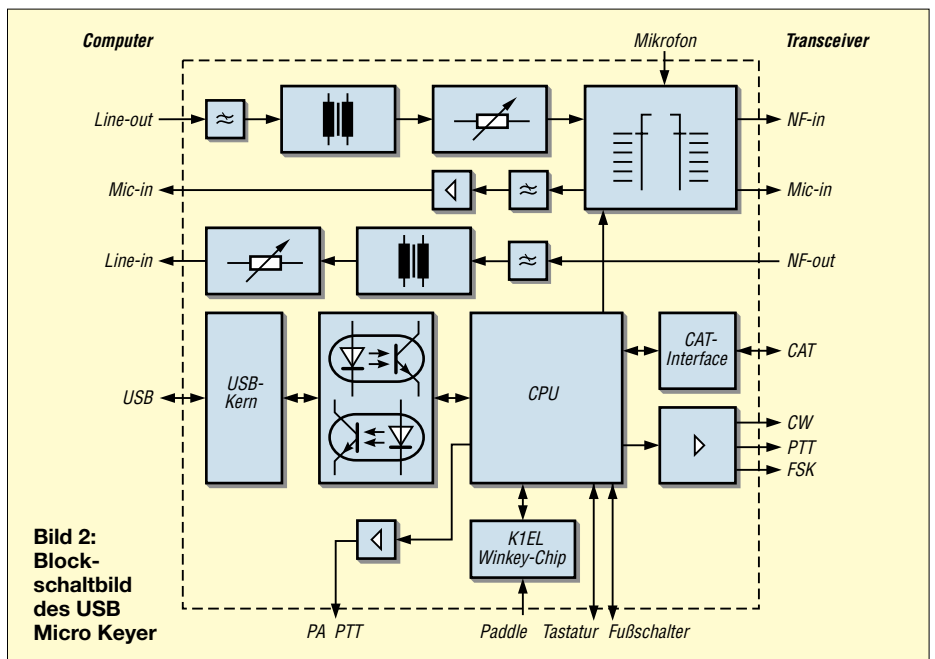 Computer
Mikrofon
Transceiver
Line-out
NF-in
Mic-in
Mic-in
Line-in
NF-out
USB
USB-
Kern
CPU
CAT-
Interface
CAT
CW
PTT
FSK
K1EL
Winkey-Chip
Bild 2:
Block-
schaltbild
des USB
Micro Keyer
PA PTT
Paddle
Tastatur
Fußschalter